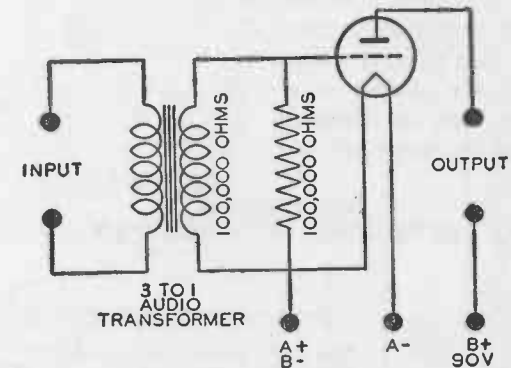 INPUT
100,000 OHMS
100,000 OHMS
OUTPUT
3 TO 1
AUDIO
TRANSFORMER
A+
B-
A-
B+
90V